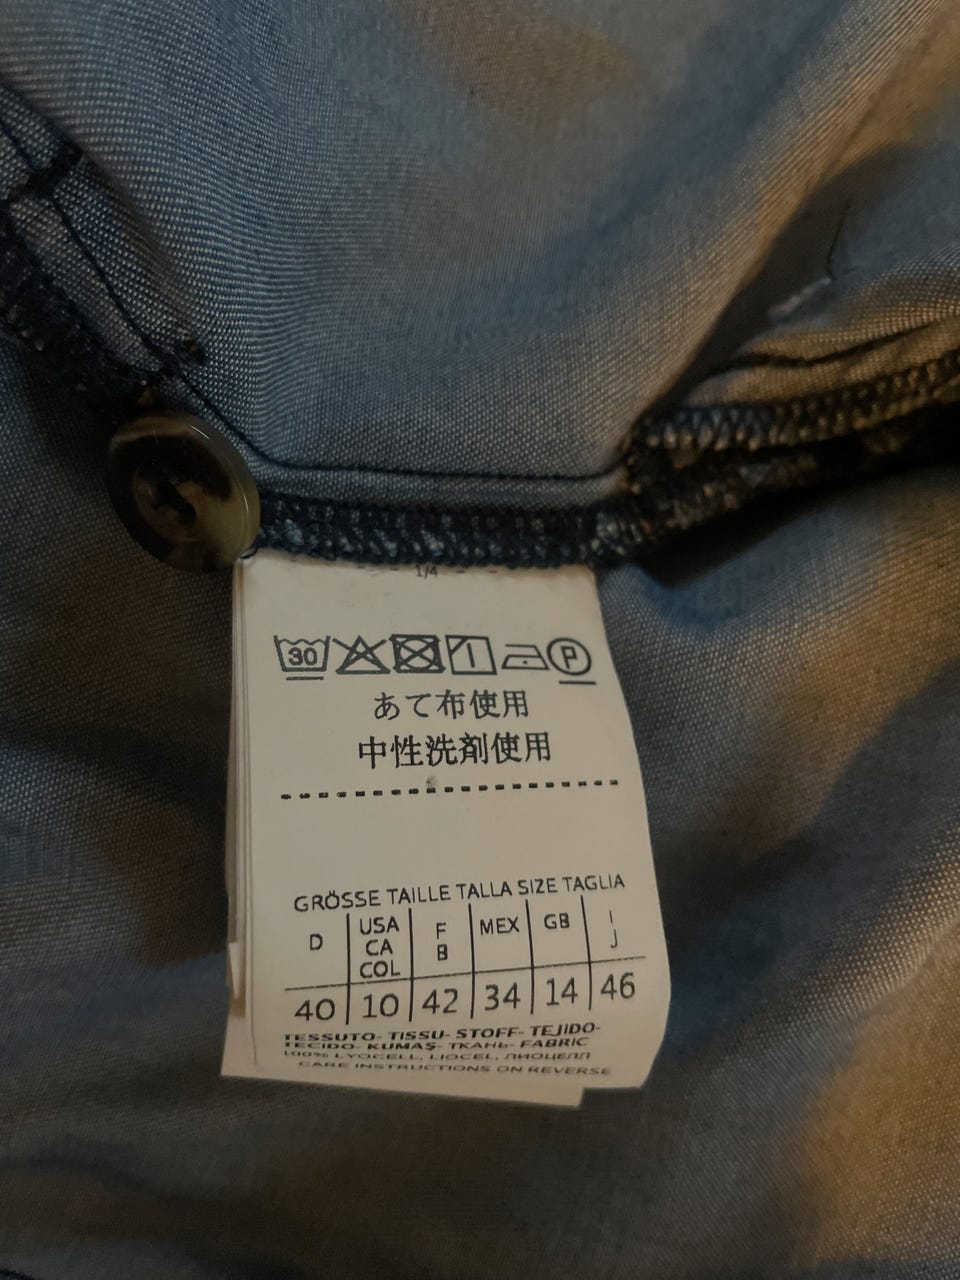 1/4
30 P
あて布使用
中性洗剤使用
GRÖSSE TAILLE TALLA SIZE TAGLIA
D USA CA COL F B MEX GB I J
40 10 42 34 14 46
TESSUTO- TISSU- STOFF- TEJIDO-
TECIDO- KUMAŞ- ТКАНЬ- FABRIC
100% LYOCELL, LIOCEL, ЛИОЦЕЛЛ
CARE INSTRUCTIONS ON REVERSE